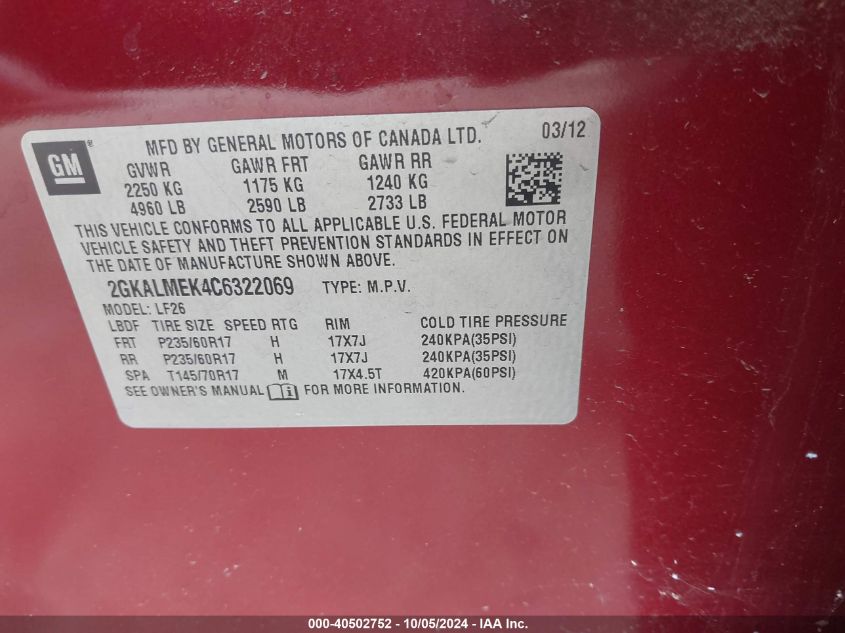 GM ®
MFD BY GENERAL MOTORS OF CANADA LTD. 03/12
GVWR GAWR FRT GAWR RR
2250 KG 1175 KG 1240 KG
4960 LB 2590 LB 2733 LB
THIS VEHICLE CONFORMS TO ALL APPLICABLE U.S. FEDERAL MOTOR
VEHICLE SAFETY AND THEFT PREVENTION STANDARDS IN EFFECT ON
THE DATE OF MANUFACTURE SHOWN ABOVE.
2GKALMEK4C6322069 TYPE: M.P.V.
MODEL: LF26
LBDF TIRE SIZE SPEED RTG RIM COLD TIRE PRESSURE
FRT P235/60R17 H 17X7J 240KPA(35PSI)
RR P235/60R17 H 17X7J 240KPA(35PSI)
SPA T145/70R17 M 17X4.5T 420KPA(60PSI)
SEE OWNER'S MANUAL i FOR MORE INFORMATION.
000-40502752 - 10/05/2024 - IAA Inc.